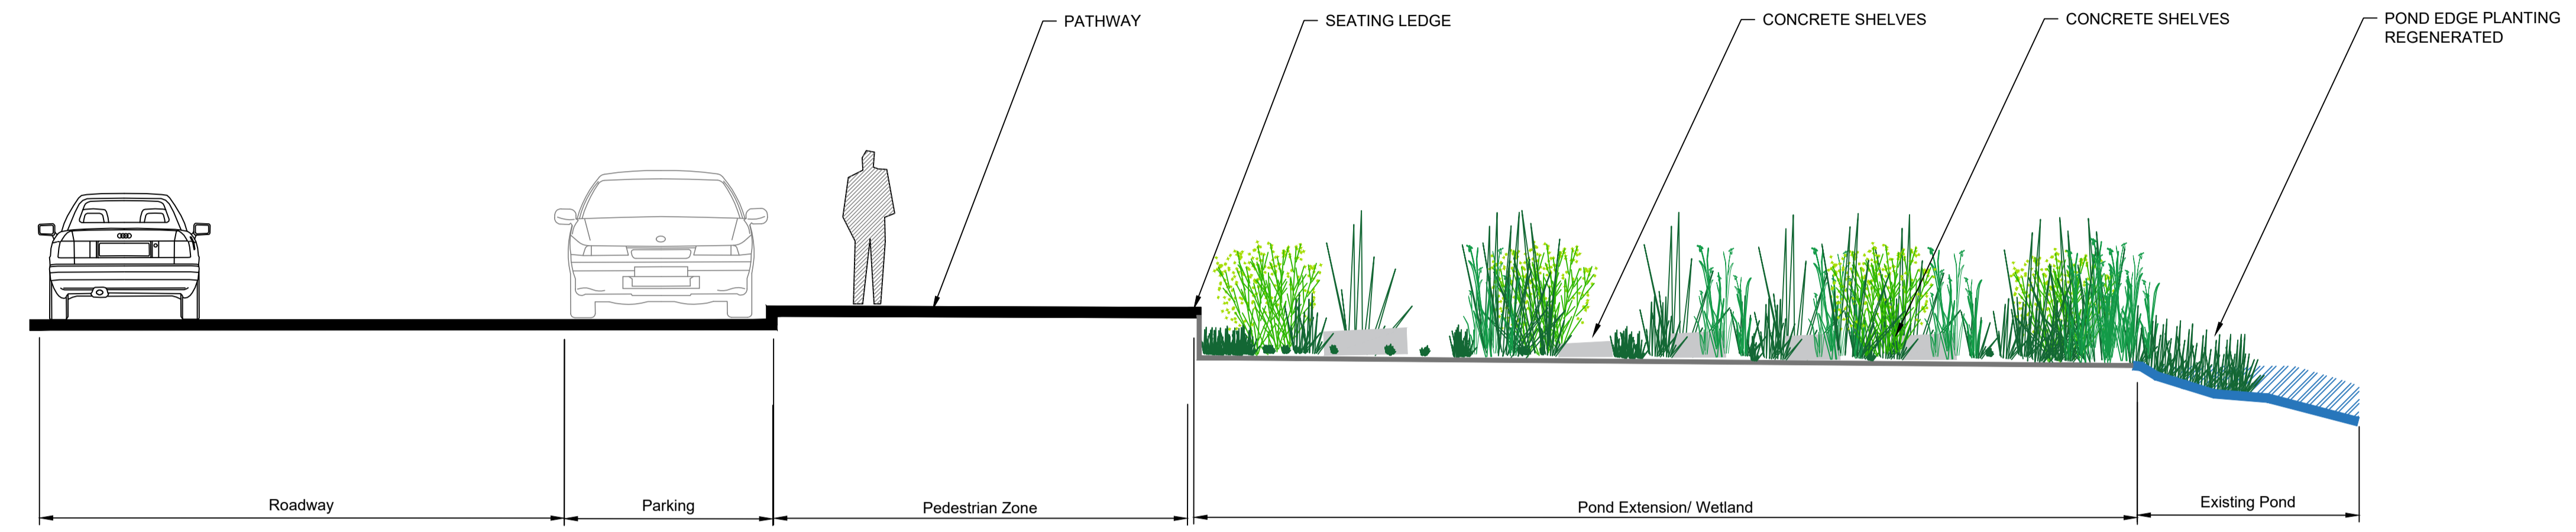 PATHWAY
SEATING LEDGE
CONCRETE SHELVES
CONCRETE SHELVES
POND EDGE PLANTING
REGENERATED
Roadway
Parking
Pedestrian Zone
Pond Extension/ Wetland
Existing Pond